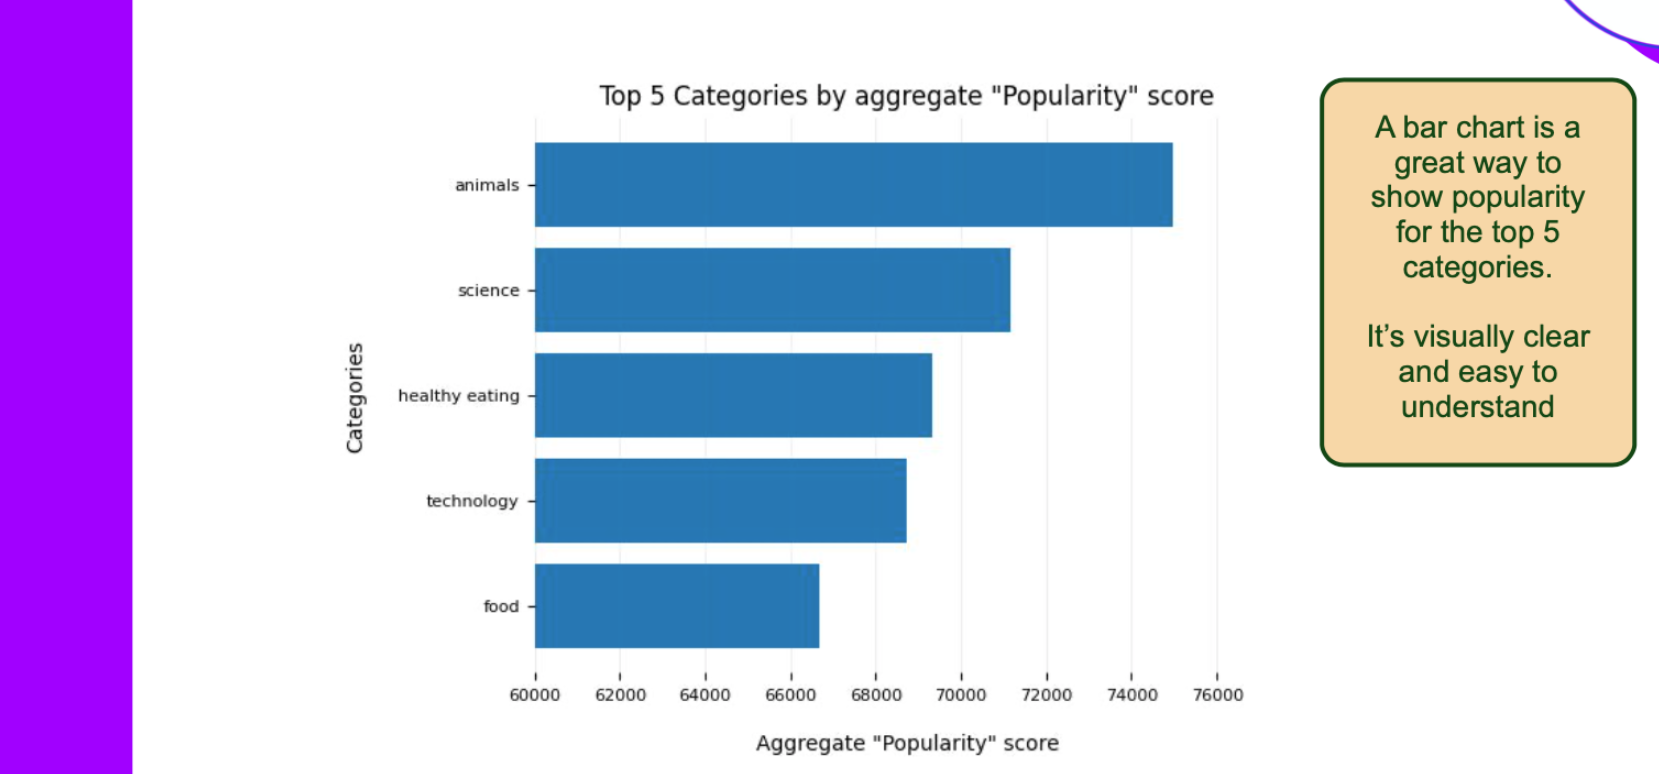 Top 5 Categories by aggregate "Popularity" score
animals
science
healthy eating
technology
food
Categories
60000 62000 64000 66000 68000 70000 72000 74000 76000
Aggregate "Popularity" score
A bar chart is a
great way to
show popularity
for the top 5
categories.
It’s visually clear
and easy to
understand